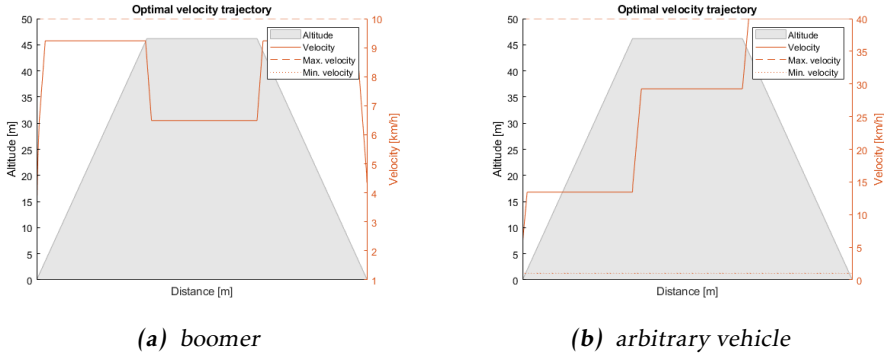 Optimal velocity trajectory
50
45
40
35
30
25
20
15
10
5
0
Altitude [m]
10
9
8
7
6
5
4
3
2
1
Velocity [km/h]
Altitude
Velocity
Max. velocity
Min. velocity
Distance [m]
(a) boomer
Optimal velocity trajectory
50
45
40
35
30
25
20
15
10
5
0
Altitude [m]
40
35
30
25
20
15
10
5
0
Velocity [km/h]
Altitude
Velocity
Max. velocity
Min. velocity
Distance [m]
(b) arbitrary vehicle